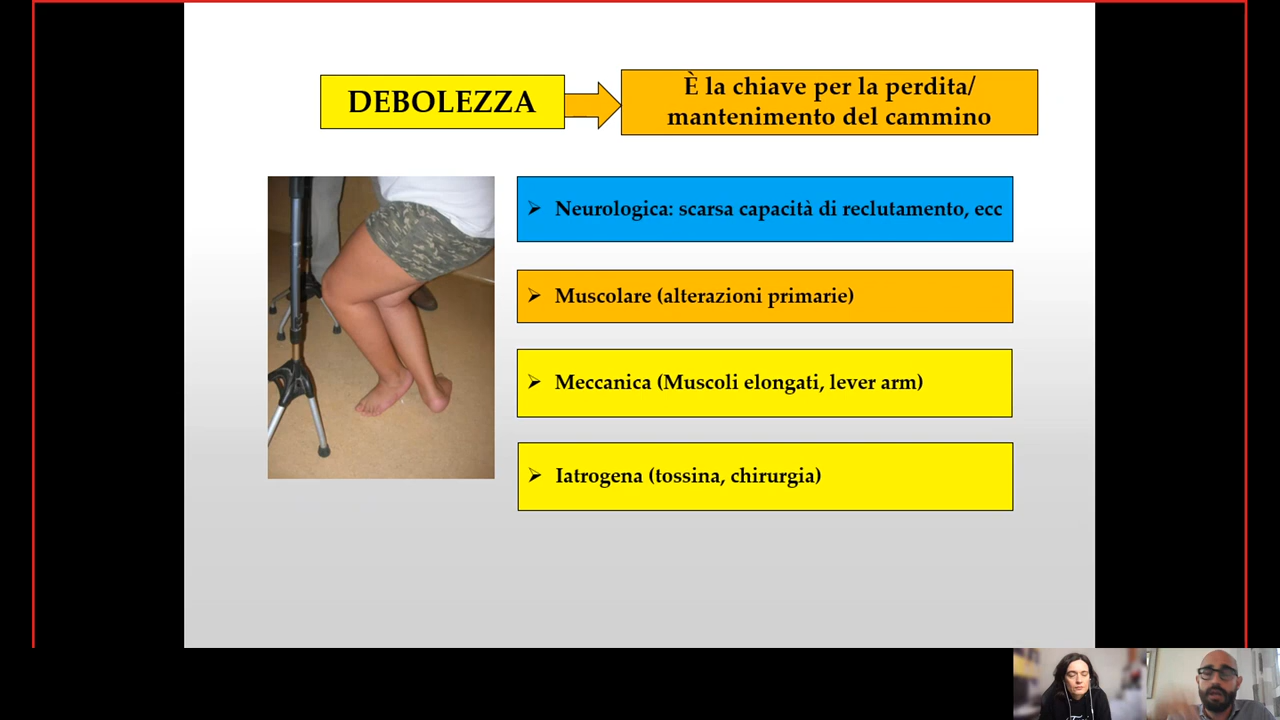 DEBOLEZZA
È la chiave per la perdita/
mantenimento del cammino
➢ Neurologica: scarsa capacità di reclutamento, ecc
➢ Muscolare (alterazioni primarie)
➢ Meccanica (Muscoli elongati, lever arm)
➢ Iatrogena (tossina, chirurgia)